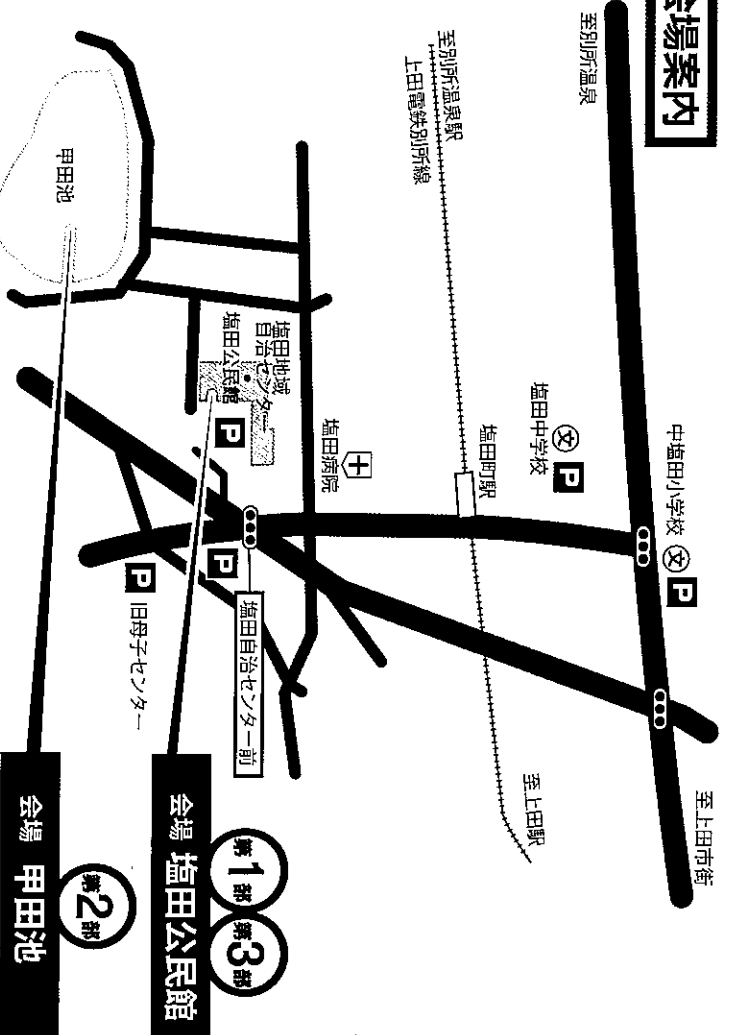 会場案内
至別所温泉
至上田市街
中塩田小学校
文
P
塩田中学校
文
P
至別所温泉駅
上田電鉄別所線
塩田町駅
至上田駅
塩田病院
塩田地域
自治センター
塩田公民館
P
P
塩田自治センター前
P
旧母子センター
甲田池
第1部
第3部
会場 塩田公民館
第2部
会場 甲田池